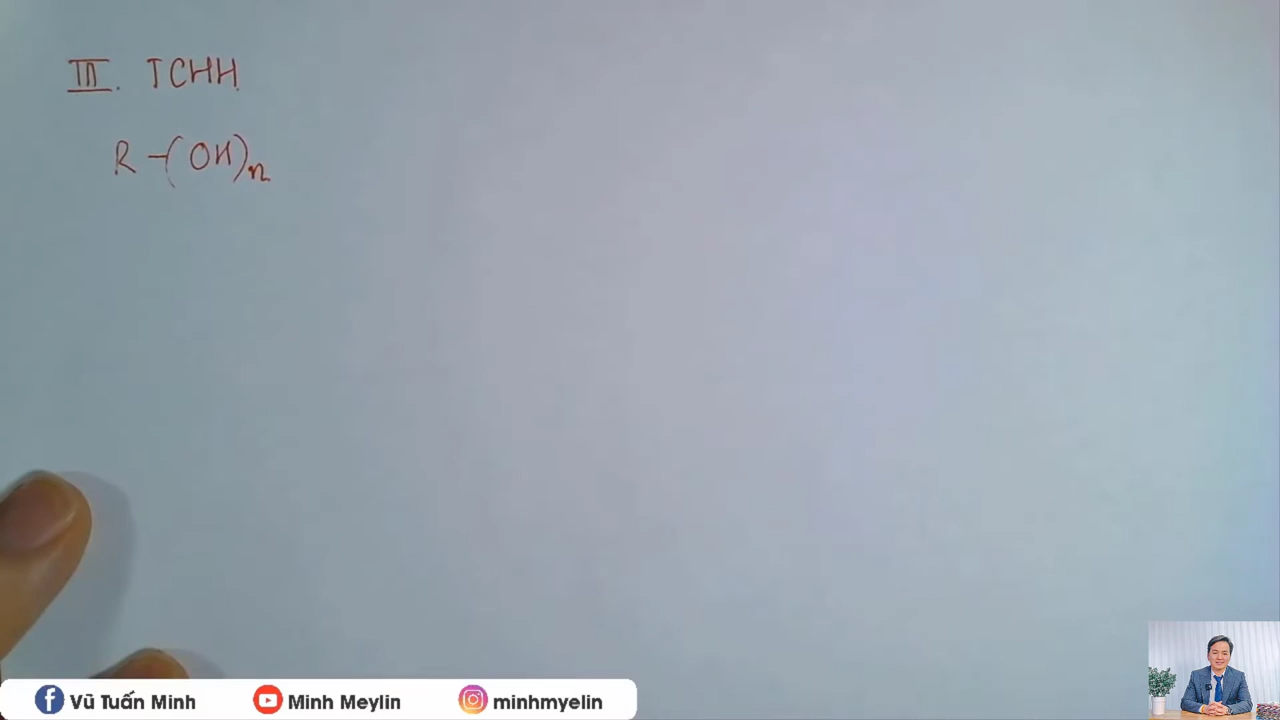 III. TCHH
R-(OH)n
Vũ Tuấn Minh
Minh Meylin
minhmyelin